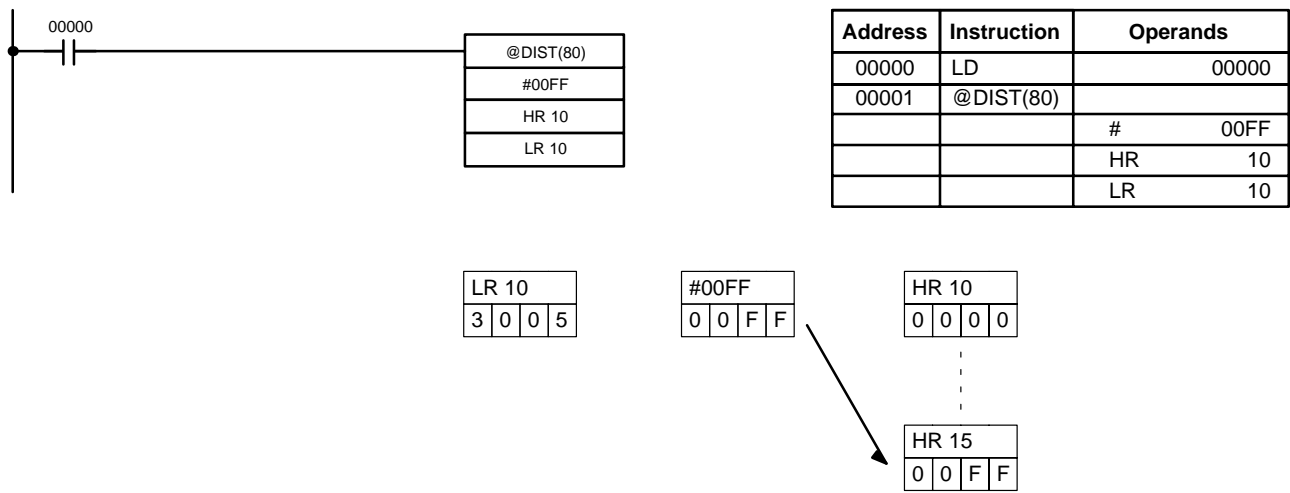 00000
@DIST(80)
#00FF
HR 10
LR 10
Address Instruction Operands
00000 LD 00000
00001 @DIST(80)
# 00FF
HR 10
LR 10
LR 10 #00FF HR 10
3 0 0 5 0 0 F F 0 0 0 0
HR 15
0 0 F F